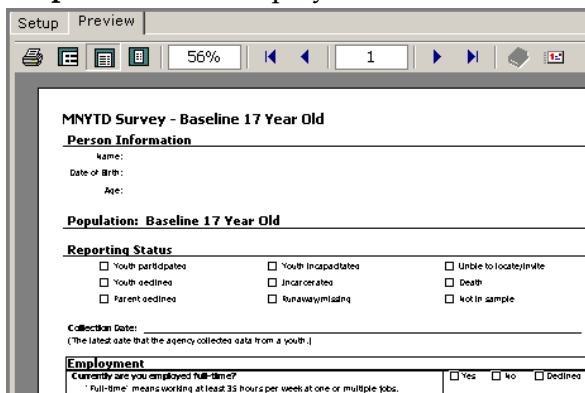 Setup Preview
56% 1
MNYTD Survey - Baseline 17 Year Old
Person Information
Name:
Date of Birth:
Age:
Population: Baseline 17 Year Old
Reporting Status
Youth participated Youth incapacitated Unble to locate/invite
Youth declined Incarcerated Death
Parent declined Runaway/missing Not in sample
Collection Date:
(The latest date that the agency collected data from a youth.)
Employment
Currently are you employed full-time? Yes No Declined
"Full-time" means working at least 35 hours per week at one or multiple jobs.